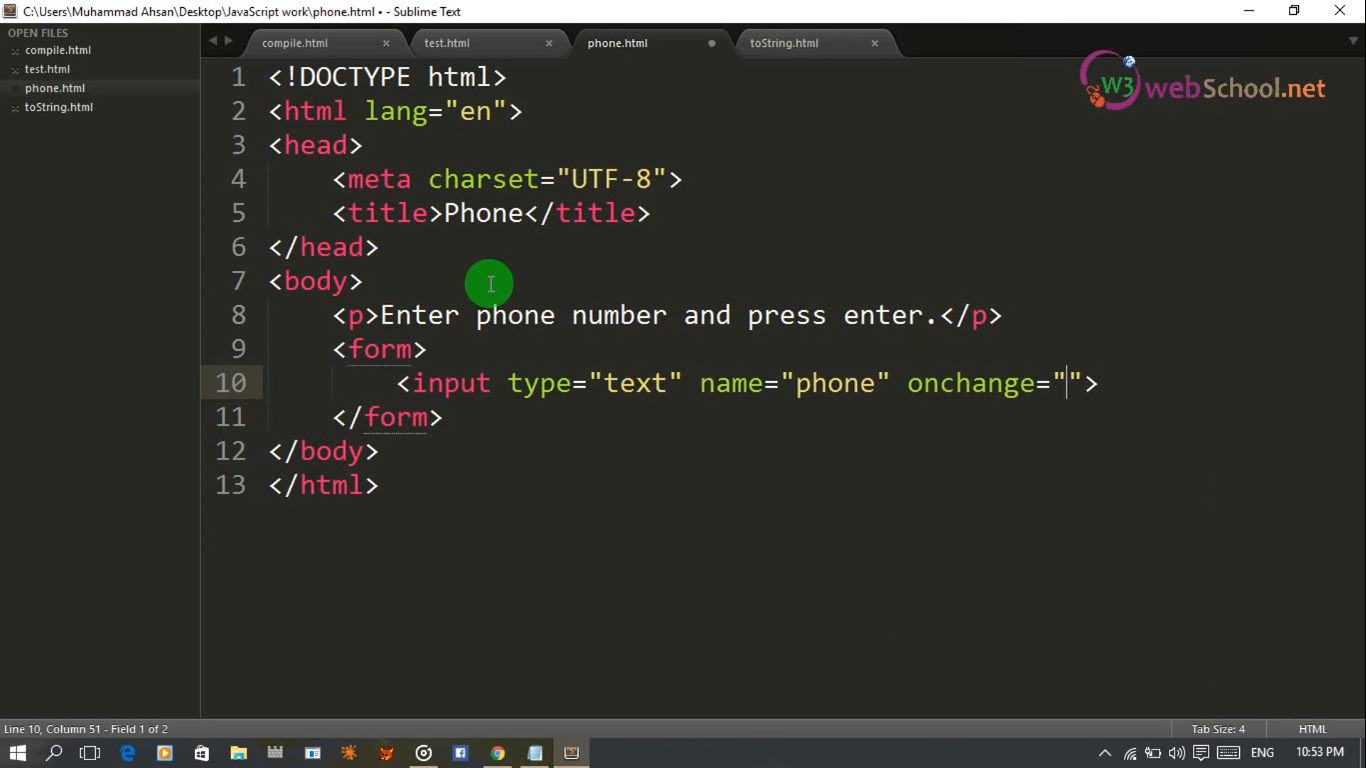 C:\Users\Muhammad Ahsan\Desktop\JavaScript work\phone.html • - Sublime Text
OPEN FILES
compile.html
test.html
phone.html
toString.html
compile.html × test.html × phone.html toString.html ×
W3 webSchool.net
1 <!DOCTYPE html>
2 <html lang="en">
3 <head>
4 <meta charset="UTF-8">
5 <title>Phone</title>
6 </head>
7 <body>
8 <p>Enter phone number and press enter.</p>
9 <form>
10 <input type="text" name="phone" onchange="">
11 </form>
12 </body>
13 </html>
Line 10, Column 51 - Field 1 of 2 Tab Size: 4 HTML
ENG 10:53 PM